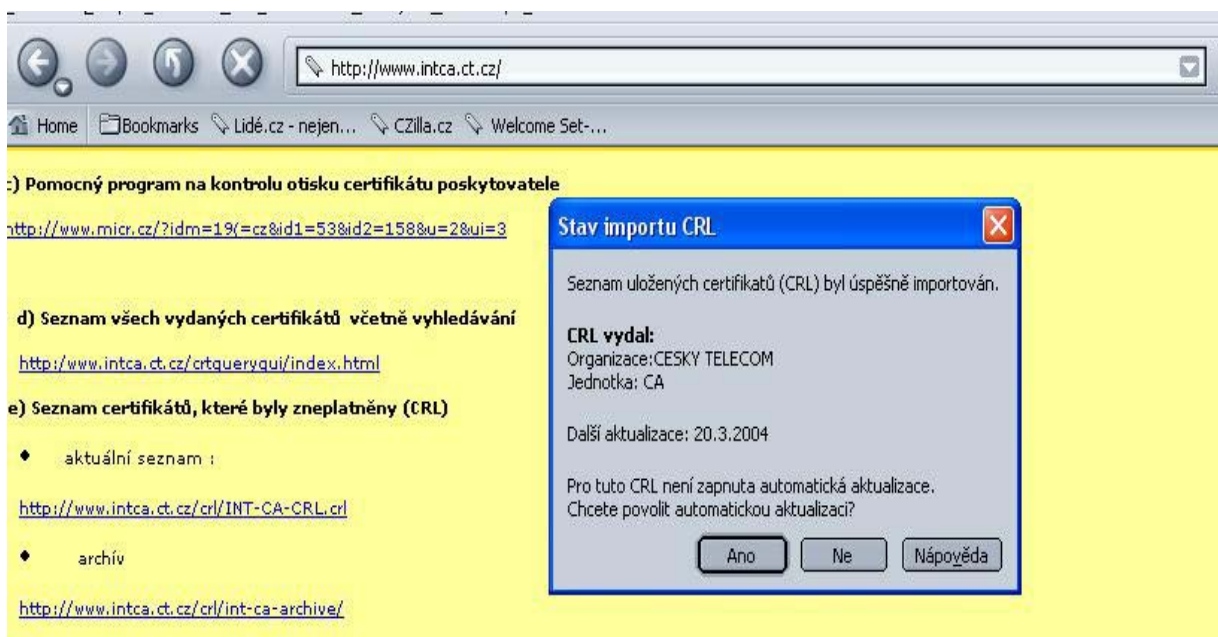 http://www.intca.ct.cz/
Home Bookmarks Lidé.cz - nejen... CZilla.cz Welcome Set-...
c) Pomocný program na kontrolu otisku certifikátu poskytovatele
http://www.micr.cz/?idm=19(=cz&id1=53&id2=158&u=2&ui=3
d) Seznam všech vydaných certifikátů včetně vyhledávání
http:/www.intca.ct.cz/crtquerygui/index.html
e) Seznam certifikátů, které byly zneplatněny (CRL)
aktuální seznam :
http://www.intca.ct.cz/crl/INT-CA-CRL.crl
archív
http://www.intca.ct.cz/crl/int-ca-archive/
Stav importu CRL
Seznam uložených certifikatů (CRL) byl úspěšně importován.
CRL vydal:
Organizace:CESKY TELECOM
Jednotka: CA
Další aktualizace: 20.3.2004
Pro tuto CRL není zapnuta automatická aktualizace.
Chcete povolit automatickou aktualizaci?
Ano Ne Nápověda